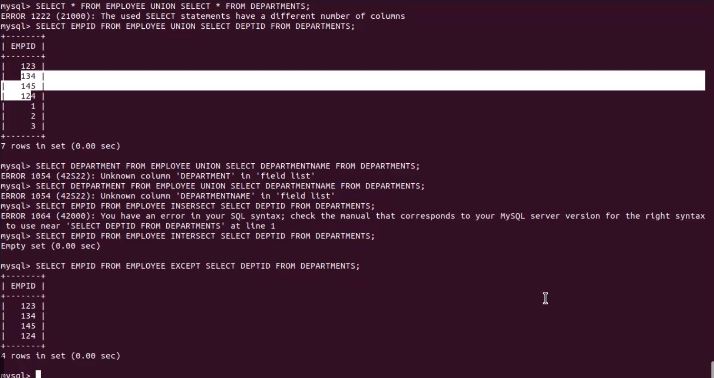 mysql> SELECT * FROM EMPLOYEE UNION SELECT * FROM DEPARTMENTS;
ERROR 1222 (21000): The used SELECT statements have a different number of columns
mysql> SELECT EMPID FROM EMPLOYEE UNION SELECT DEPTID FROM DEPARTMENTS;
+-------+
| EMPID |
+-------+
|   123 |
|   134 |
|   145 |
|   124 |
|     1 |
|     2 |
|     3 |
+-------+
7 rows in set (0.00 sec)
mysql> SELECT DEPARTMENT FROM EMPLOYEE UNION SELECT DEPARTMENTNAME FROM DEPARTMENTS;
ERROR 1054 (42S22): Unknown column 'DEPARTMENT' in 'field list'
mysql> SELECT DETPARTMENT FROM EMPLOYEE UNION SELECT DEPARTMENTNAME FROM DEPARTMENTS;
ERROR 1054 (42S22): Unknown column 'DEPARTMENTNAME' in 'field list'
mysql> SELECT EMPID FROM EMPLOYEE INSERSECT SELECT DEPTID FROM DEPARTMENTS;
ERROR 1064 (42000): You have an error in your SQL syntax; check the manual that corresponds to your MySQL server version for the right syntax
to use near 'SELECT DEPTID FROM DEPARTMENTS' at line 1
mysql> SELECT EMPID FROM EMPLOYEE INTERSECT SELECT DEPTID FROM DEPARTMENTS;
Empty set (0.00 sec)
mysql> SELECT EMPID FROM EMPLOYEE EXCEPT SELECT DEPTID FROM DEPARTMENTS;
+-------+
| EMPID |
+-------+
|   123 |
|   134 |
|   145 |
|   124 |
+-------+
4 rows in set (0.00 sec)
mysql>